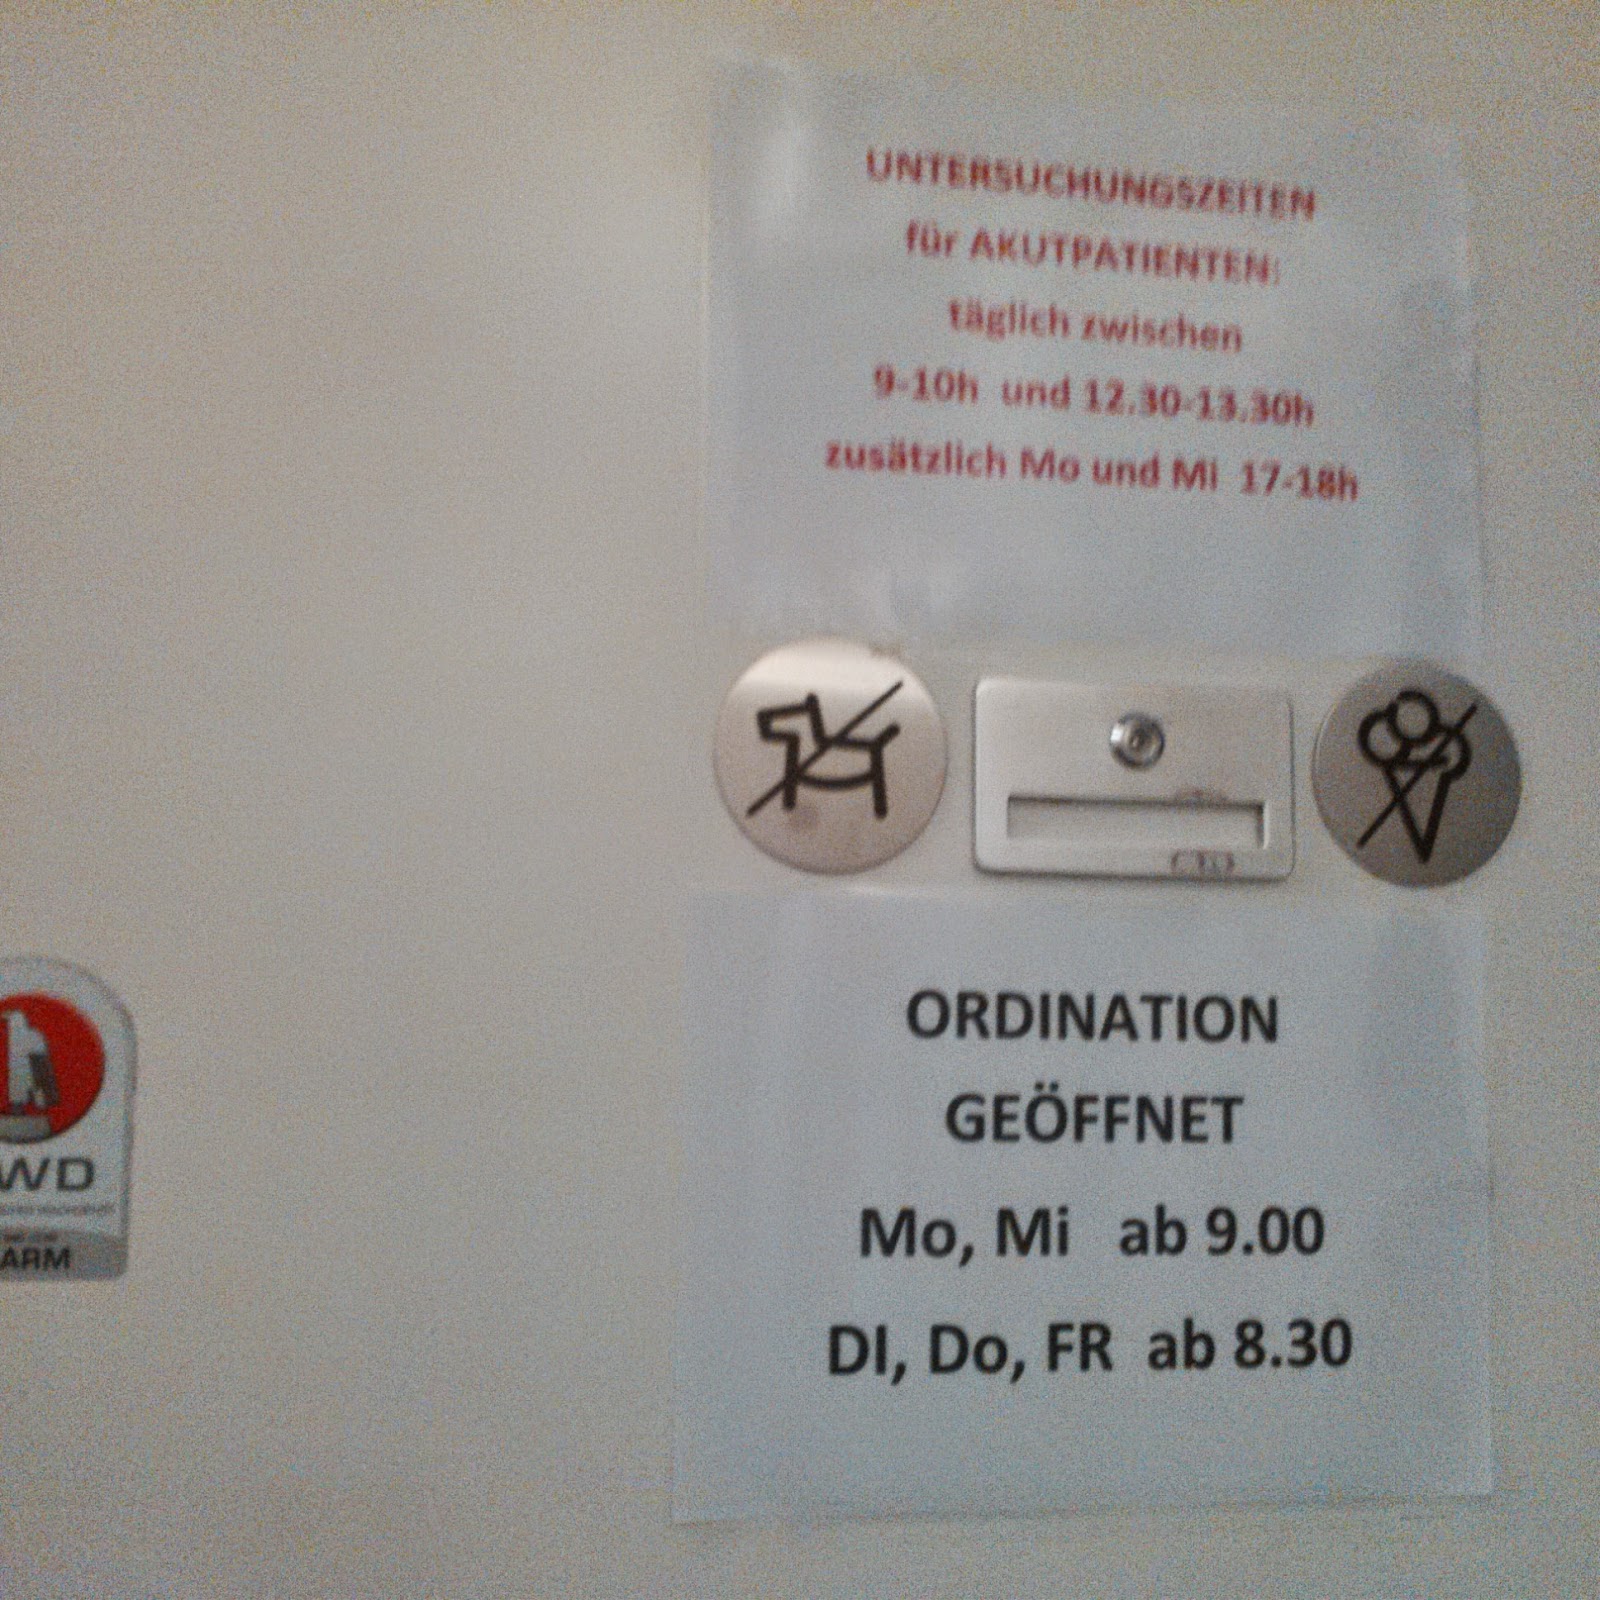 UNTERSUCHUNGSZEITEN
für AKUTPATIENTEN:
täglich zwischen
9-10h und 12.30-13.30h
zusätzlich Mo und Mi 17-18h
ORDINATION
GEÖFFNET
Mo, Mi ab 9.00
DI, Do, FR ab 8.30
WD
ARM